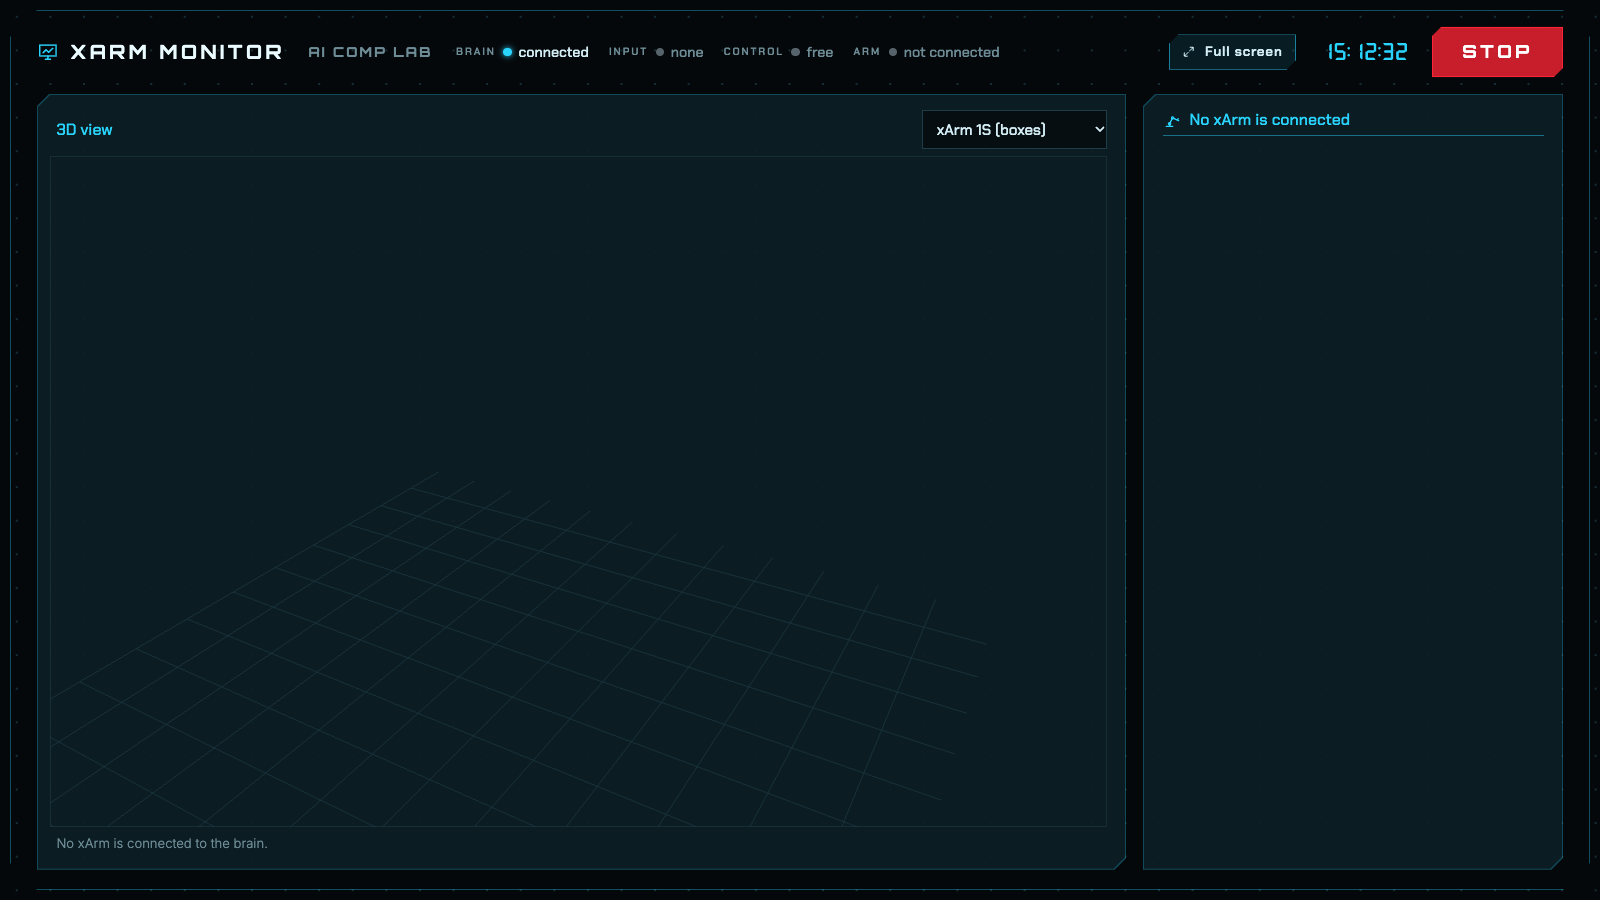 XARM MONITOR
AI COMP LAB
BRAIN connected
INPUT none
CONTROL free
ARM not connected
Full screen
15:12:32
STOP
3D view
xArm 1S (boxes)
No xArm is connected to the brain.
No xArm is connected